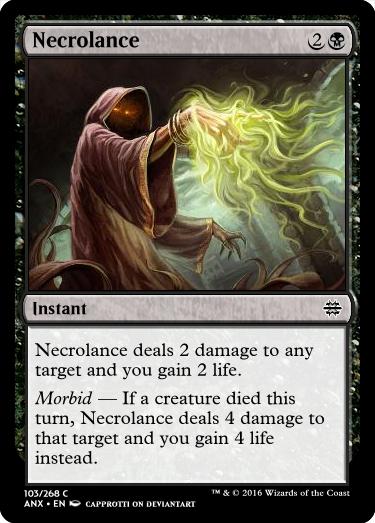 Necrolance 2
Instant
Necrolance deals 2 damage to any
target and you gain 2 life.
Morbid — If a creature died this
turn, Necrolance deals 4 damage to
that target and you gain 4 life
instead.
103/268 C
ANX • EN CAPPROTTI ON DEVIANTART
™ & © 2016 Wizards of the Coast